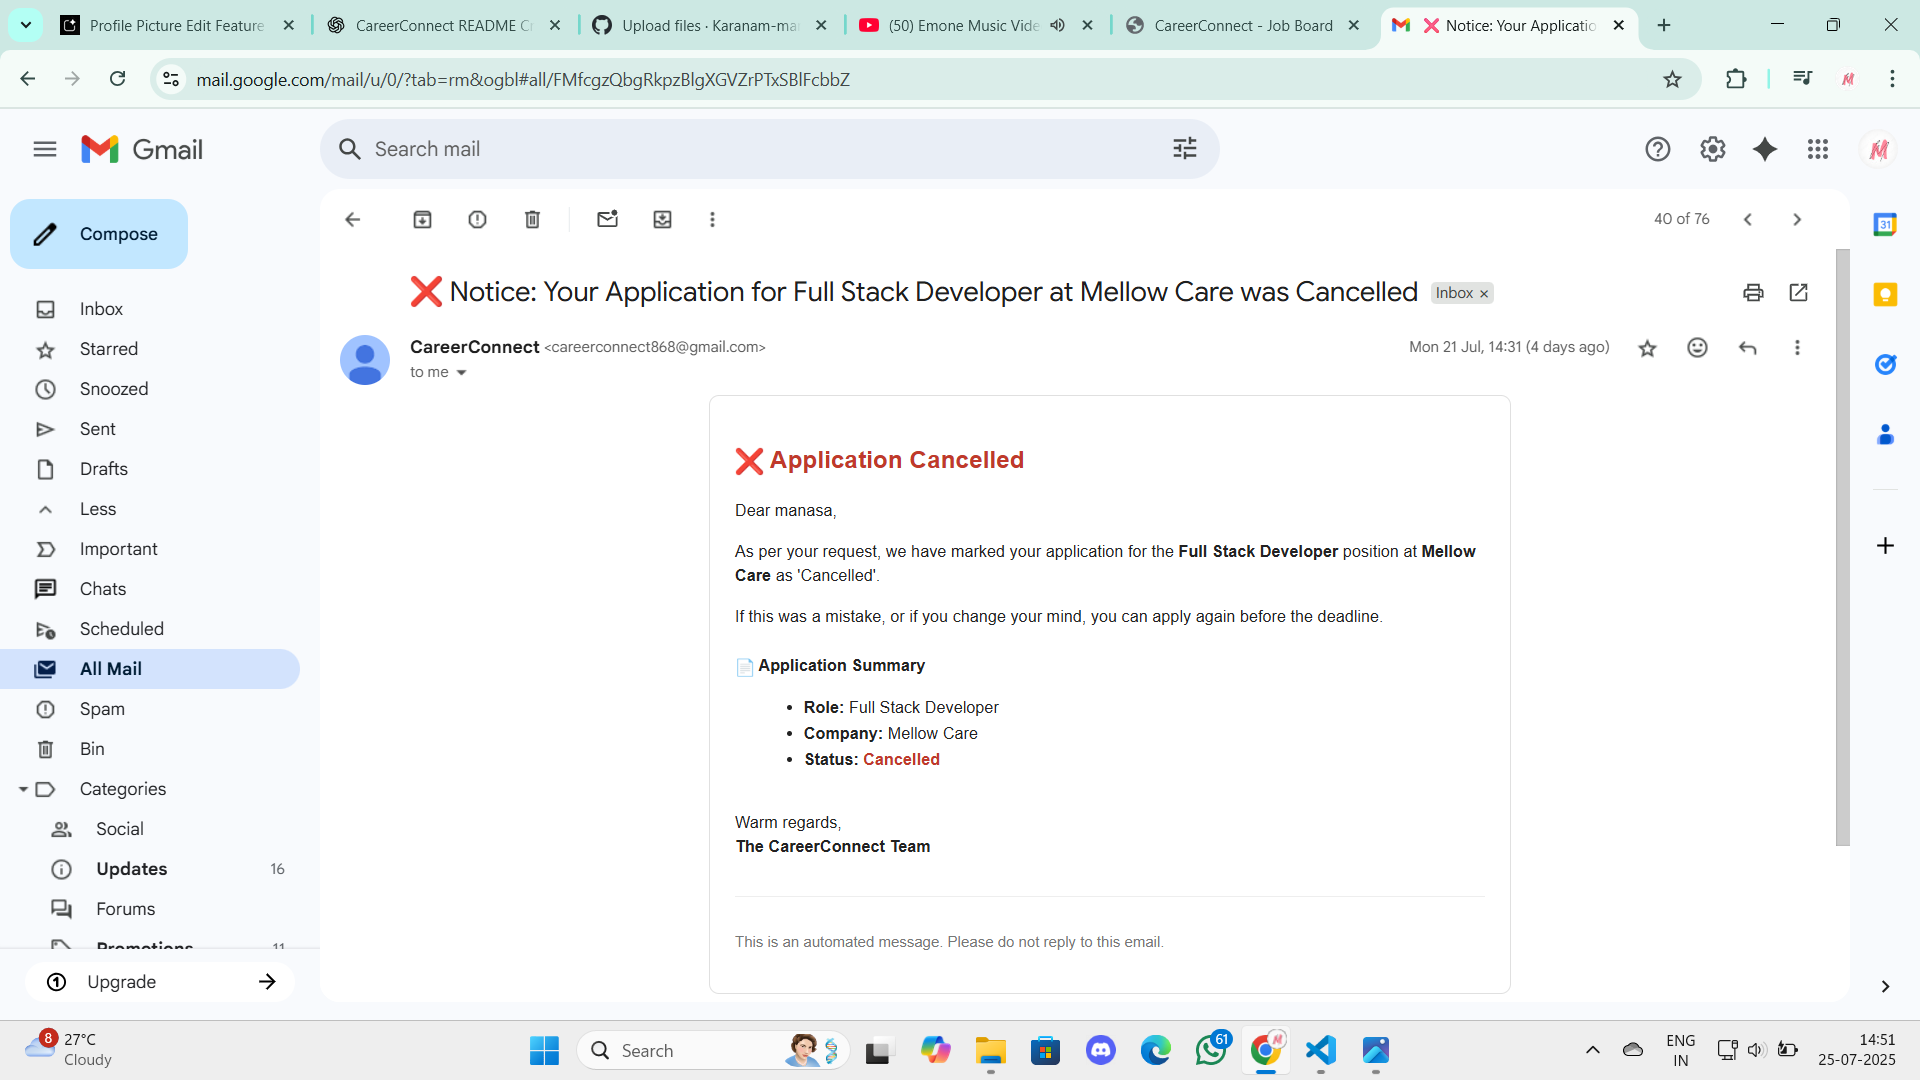 Profile Picture Edit Feature
CareerConnect README Cr
Upload files · Karanam-mar
(50) Emone Music Vide
CareerConnect - Job Board
❌ Notice: Your Applicatio
mail.google.com/mail/u/0/?tab=rm&ogbl#all/FMfcgzQbgRkpzBlgXGVZrPTxSBlFcbbZ
Gmail
Search mail
Compose
40 of 76
Inbox
Starred
Snoozed
Sent
Drafts
Less
Important
Chats
Scheduled
All Mail
Spam
Bin
Categories
Social
Updates 16
Forums
Promotions 11
Upgrade
❌ Notice: Your Application for Full Stack Developer at Mellow Care was Cancelled Inbox ×
CareerConnect <careerconnect868@gmail.com>
Mon 21 Jul, 14:31 (4 days ago)
to me
❌ Application Cancelled
Dear manasa,
As per your request, we have marked your application for the Full Stack Developer position at Mellow
Care as 'Cancelled'.
If this was a mistake, or if you change your mind, you can apply again before the deadline.
📄 Application Summary
• Role: Full Stack Developer
• Company: Mellow Care
• Status: Cancelled
Warm regards,
The CareerConnect Team
This is an automated message. Please do not reply to this email.
31
8
27°C
Cloudy
Search
61
ENG
IN
14:51
25-07-2025